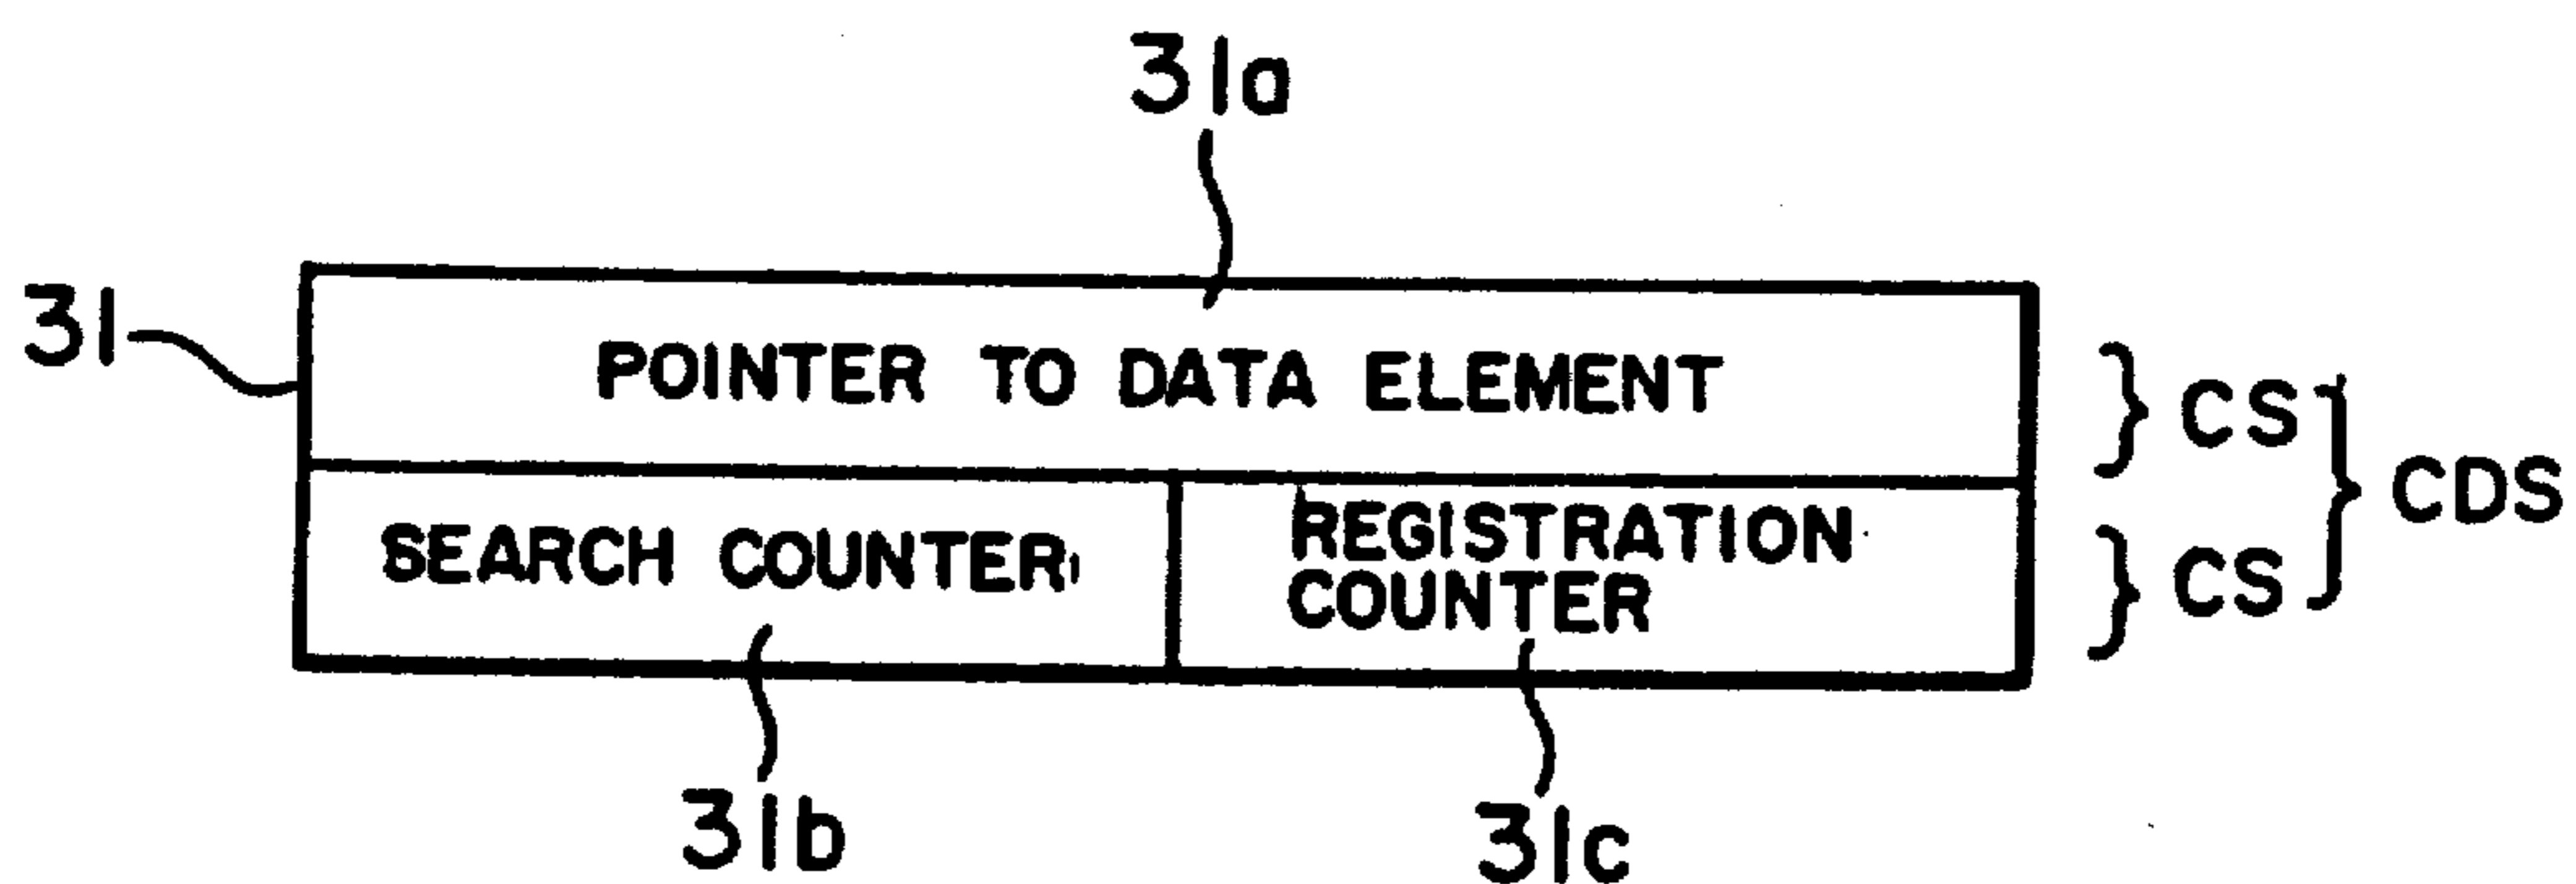 31a
31
POINTER TO DATA ELEMENT
CS
CDS
SEARCH COUNTER
REGISTRATION
COUNTER
CS
31b
31c